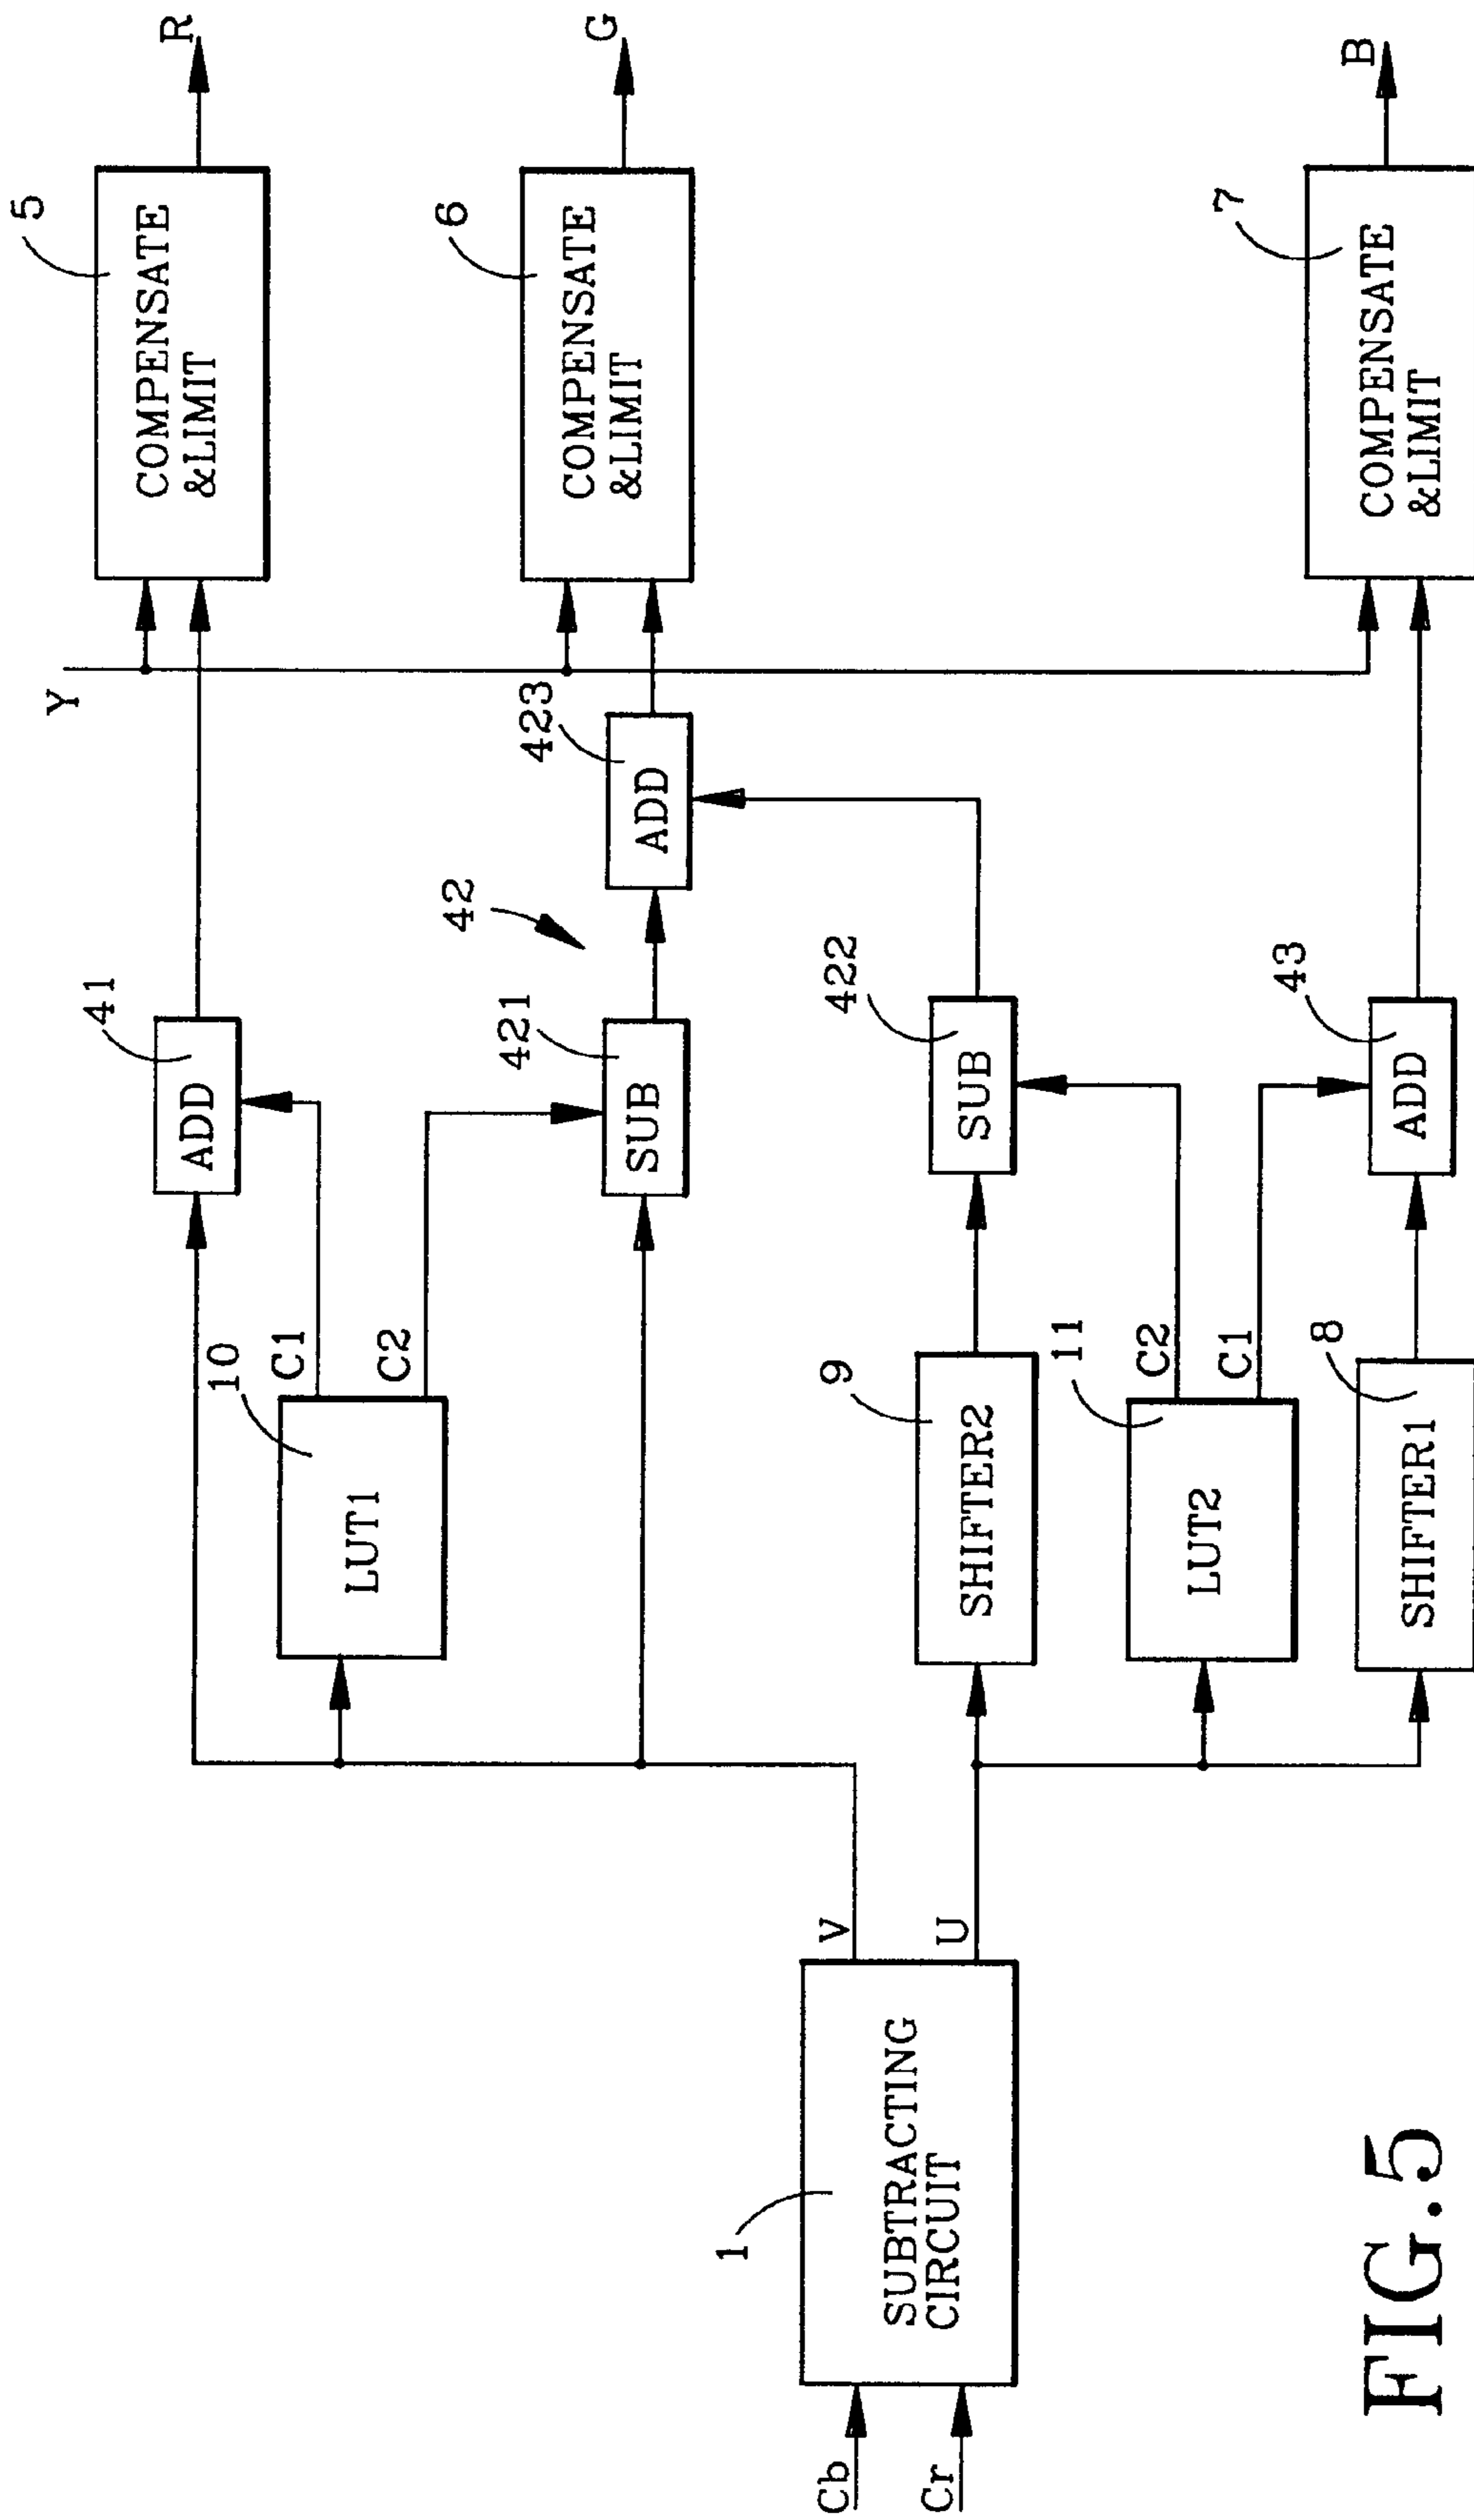 R
5
COMPENSATE
&LIMIT
G
6
COMPENSATE
&LIMIT
B
7
COMPENSATE
&LIMIT
Y
41
ADD
423
ADD
42
421
SUB
422
SUB
43
ADD
10
C1
C2
LUT1
9
SHIFTER2
11
C2
C1
LUT2
8
SHIFTER1
V
U
1
SUBTRACTING
CIRCUIT
Cb
Cr
FIG.5